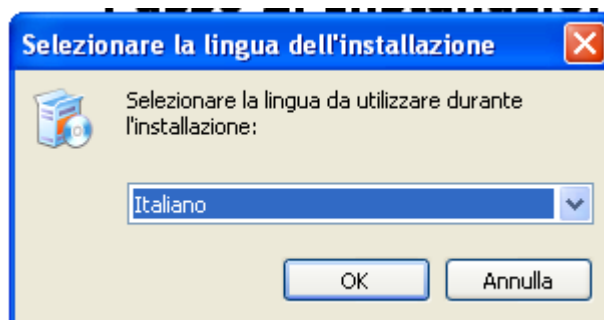 Selezionare la lingua dell'installazione
Selezionare la lingua da utilizzare durante
l'installazione:
Italiano
OK
Annulla